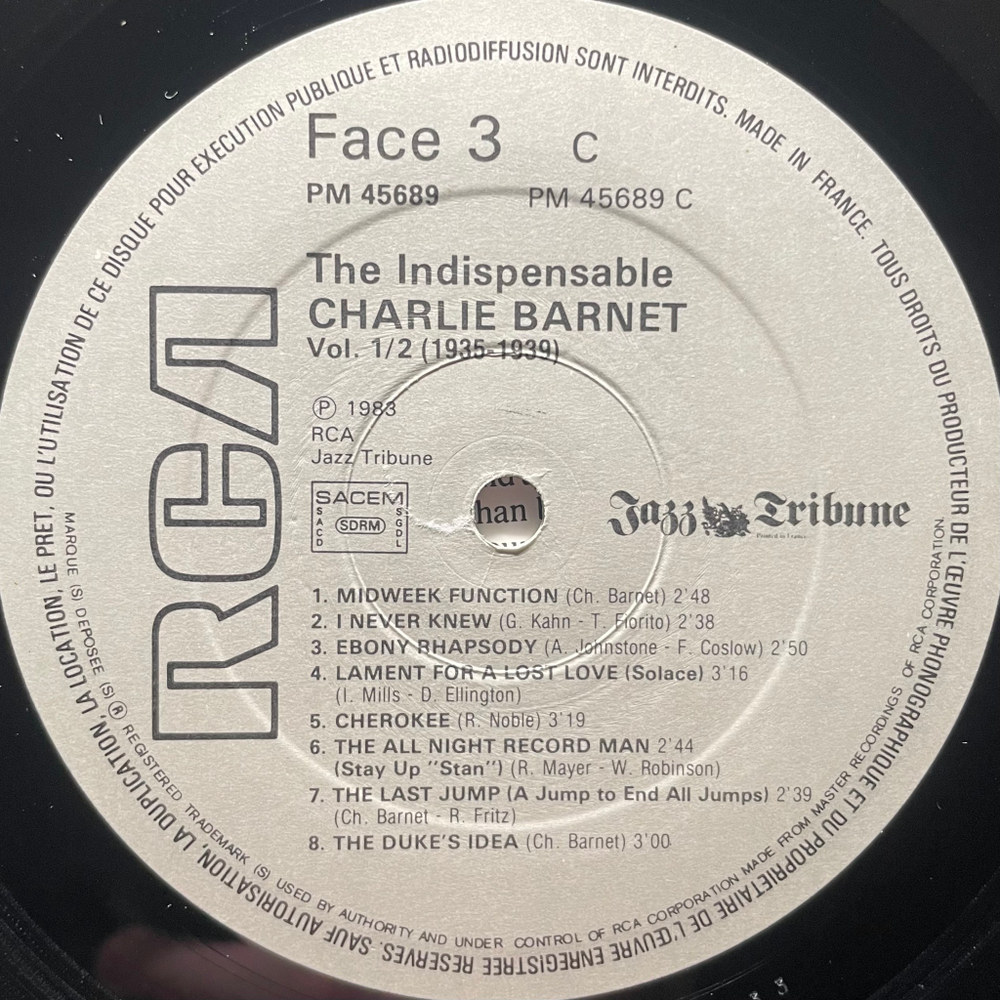 TOUS DROITS DU PRODUCTEUR DE L'ŒUVRE PHONOGRAPHIQUE ET DU PROPRIETAIRE DE L'ŒUVRE ENREGISTREE RESERVES. SAUF AUTORISATION, LA DUPLICATION, LA LOCATION, LE PRET, OU L'UTILISATION DE CE DISQUE POUR EXECUTION PUBLIQUE ET RADIODIFFUSION SONT INTERDITS. MADE IN FRANCE.
Face 3 C
PM 45689 PM 45689 C
The Indispensable
CHARLIE BARNET
Vol. 1/2 (1935-1939)
RCA
Ⓟ 1983
RCA
Jazz Tribune
SACEM
SACD
SDRM
SGDL
han
Jazz Tribune
Printed in France
1. MIDWEEK FUNCTION (Ch. Barnet) 2'48
2. I NEVER KNEW (G. Kahn - T. Fiorito) 2'38
3. EBONY RHAPSODY (A. Johnstone - F. Coslow) 2'50
4. LAMENT FOR A LOST LOVE (Solace) 3'16
(I. Mills - D. Ellington)
5. CHEROKEE (R. Noble) 3'19
6. THE ALL NIGHT RECORD MAN 2'44
(Stay Up "Stan") (R. Mayer - W. Robinson)
7. THE LAST JUMP (A Jump to End All Jumps) 2'39
(Ch. Barnet - R. Fritz)
8. THE DUKE'S IDEA (Ch. Barnet) 3'00
MARQUE (S) DEPOSEE (S) ® REGISTERED TRADEMARK (S) USED BY AUTHORITY AND UNDER CONTROL OF RCA CORPORATION MADE FROM MASTER RECORDINGS OF RCA CORPORATION.